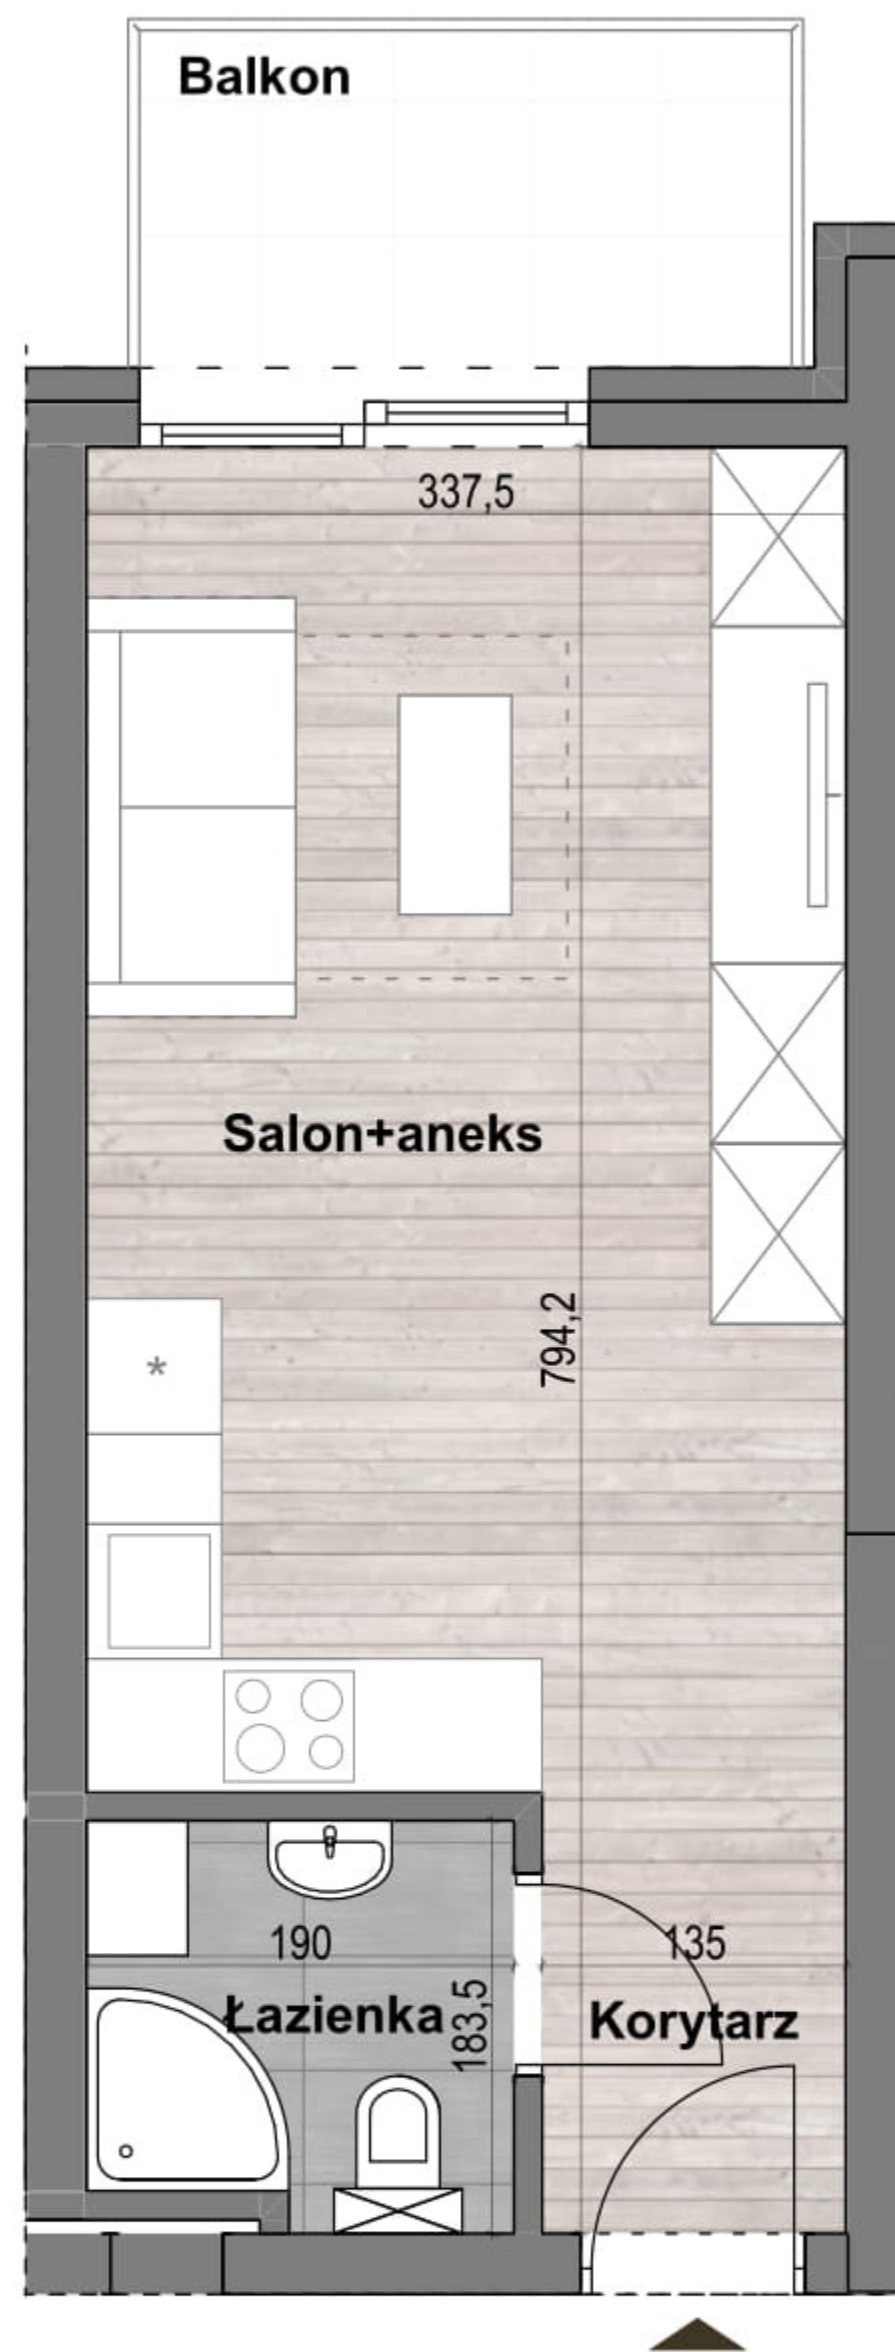 Balkon
337,5
Salon+aneks
794,2
*
190
135
183,5
Łazienka
Korytarz